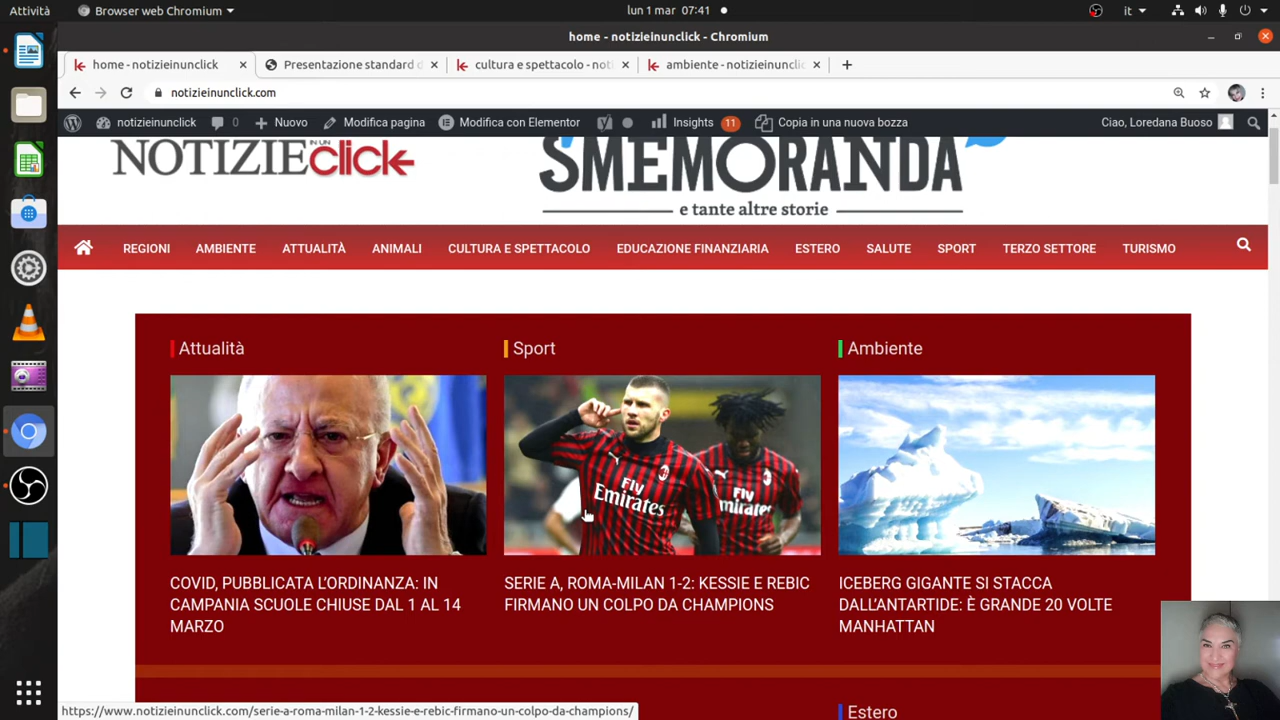 Attività
Browser web Chromium
lun 1 mar 07:41
it
home - notizieinunclick - Chromium
home - notizieinunclick
Presentazione standard d
cultura e spettacolo - noti
ambiente - notizieinunclic
notizieinunclick.com
notizieinunclick
0
Nuovo
Modifica pagina
Modifica con Elementor
Insights
11
Copia in una nuova bozza
Ciao, Loredana Buoso
NOTIZIE IN UN click
SMEMORANDA
e tante altre storie
REGIONI
AMBIENTE
ATTUALITÀ
ANIMALI
CULTURA E SPETTACOLO
EDUCAZIONE FINANZIARIA
ESTERO
SALUTE
SPORT
TERZO SETTORE
TURISMO
Attualità
Sport
Ambiente
Fly
Emirates
Fly
Emirates
COVID, PUBBLICATA L'ORDINANZA: IN
CAMPANIA SCUOLE CHIUSE DAL 1 AL 14
MARZO
SERIE A, ROMA-MILAN 1-2: KESSIE E REBIC
FIRMANO UN COLPO DA CHAMPIONS
ICEBERG GIGANTE SI STACCA
DALL'ANTARTIDE: È GRANDE 20 VOLTE
MANHATTAN
Estero
https://www.notizieinunclick.com/serie-a-roma-milan-1-2-kessie-e-rebic-firmano-un-colpo-da-champions/